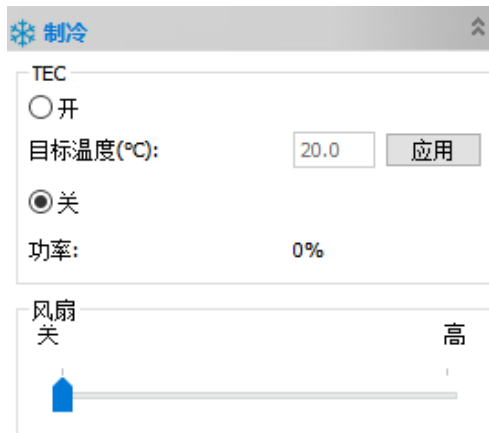 制冷
TEC
开
目标温度(°C): 20.0 应用
关
功率: 0%
风扇
关 高